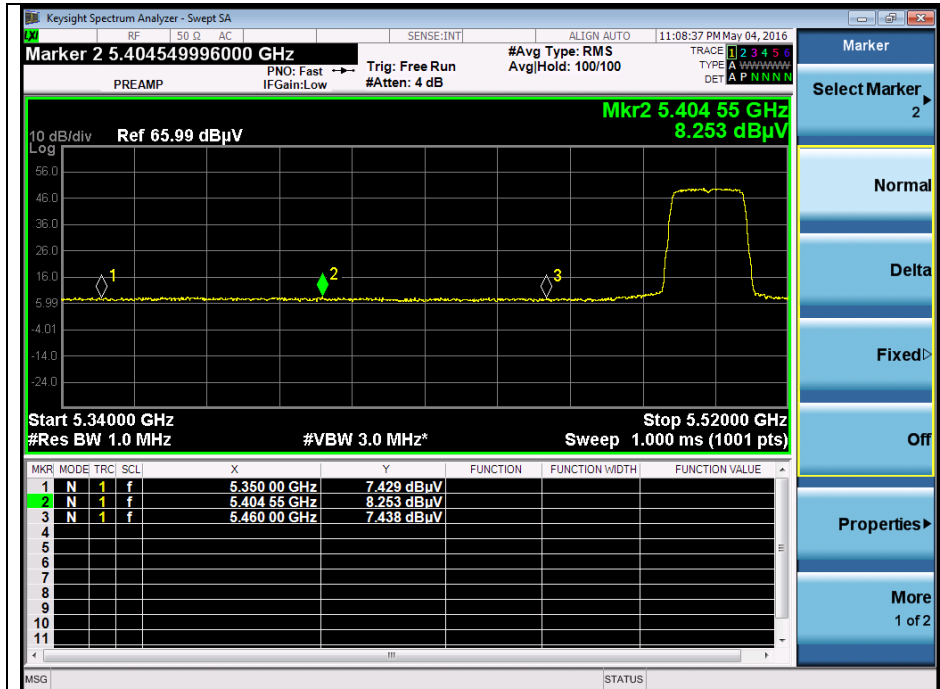 Keysight Spectrum Analyzer - Swept SA
LXI RF 50 Ω AC SENSE:INT ALIGN AUTO 11:08:37 PM May 04, 2016
Marker 2 5.404549996000 GHz
PREAMP
PNO: Fast
IFGain:Low
Trig: Free Run
#Atten: 4 dB
#Avg Type: RMS
Avg|Hold: 100/100
TRACE 1 2 3 4 5 6
TYPE A WWWWW
DET A P N N N N
Mkr2 5.404 55 GHz
8.253 dBµV
10 dB/div Ref 65.99 dBµV
Log
56.0
46.0
36.0
26.0
16.0
5.99
-4.01
-14.0
-24.0
1
2
3
Start 5.34000 GHz Stop 5.52000 GHz
#Res BW 1.0 MHz #VBW 3.0 MHz* Sweep 1.000 ms (1001 pts)
MKR MODE TRC SCL X Y FUNCTION FUNCTION WIDTH FUNCTION VALUE
1 N 1 f 5.350 00 GHz 7.429 dBµV
2 N 1 f 5.404 55 GHz 8.253 dBµV
3 N 1 f 5.460 00 GHz 7.438 dBµV
4
5
6
7
8
9
10
11
MSG STATUS
Marker
Select Marker
2
Normal
Delta
Fixed
Off
Properties
More
1 of 2